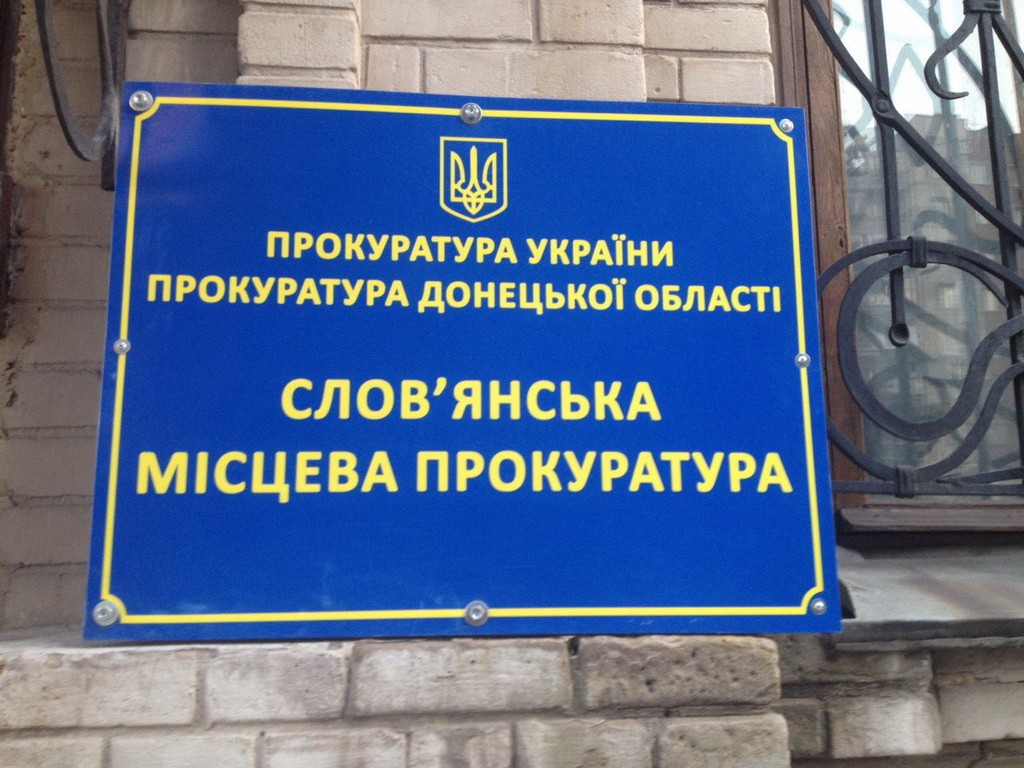 ПРОКУРАТУРА УКРАЇНИ
ПРОКУРАТУРА ДОНЕЦЬКОЇ ОБЛАСТІ
СЛОВ’ЯНСЬКА
МІСЦЕВА ПРОКУРАТУРА